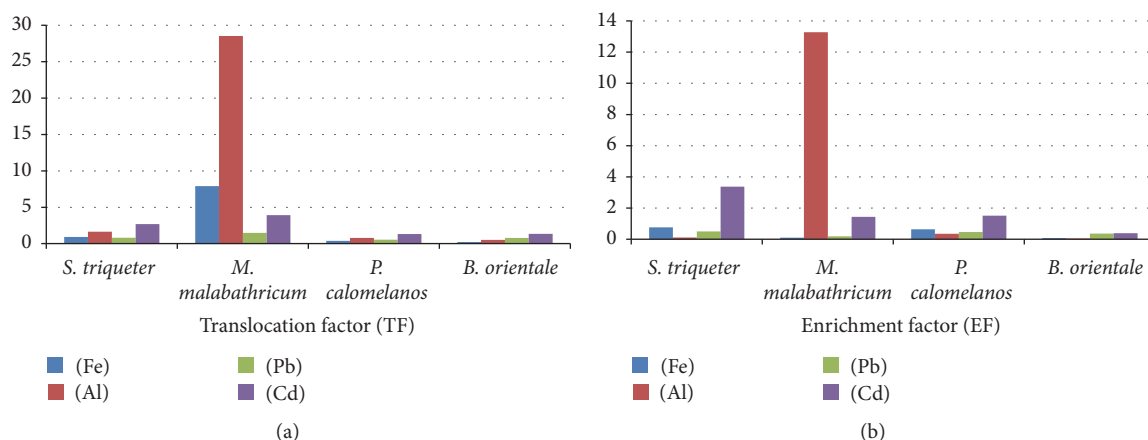 30
25
20
15
10
5
0
S. triqueter
M.
malabathricum
P.
calomelanos
B. orientale
Translocation factor (TF)
(Fe)
(Al)
(Pb)
(Cd)
(a)
14
12
10
8
6
4
2
0
S. triqueter
M.
malabathricum
P.
calomelanos
B. orientale
Enrichment factor (EF)
(Fe)
(Al)
(Pb)
(Cd)
(b)